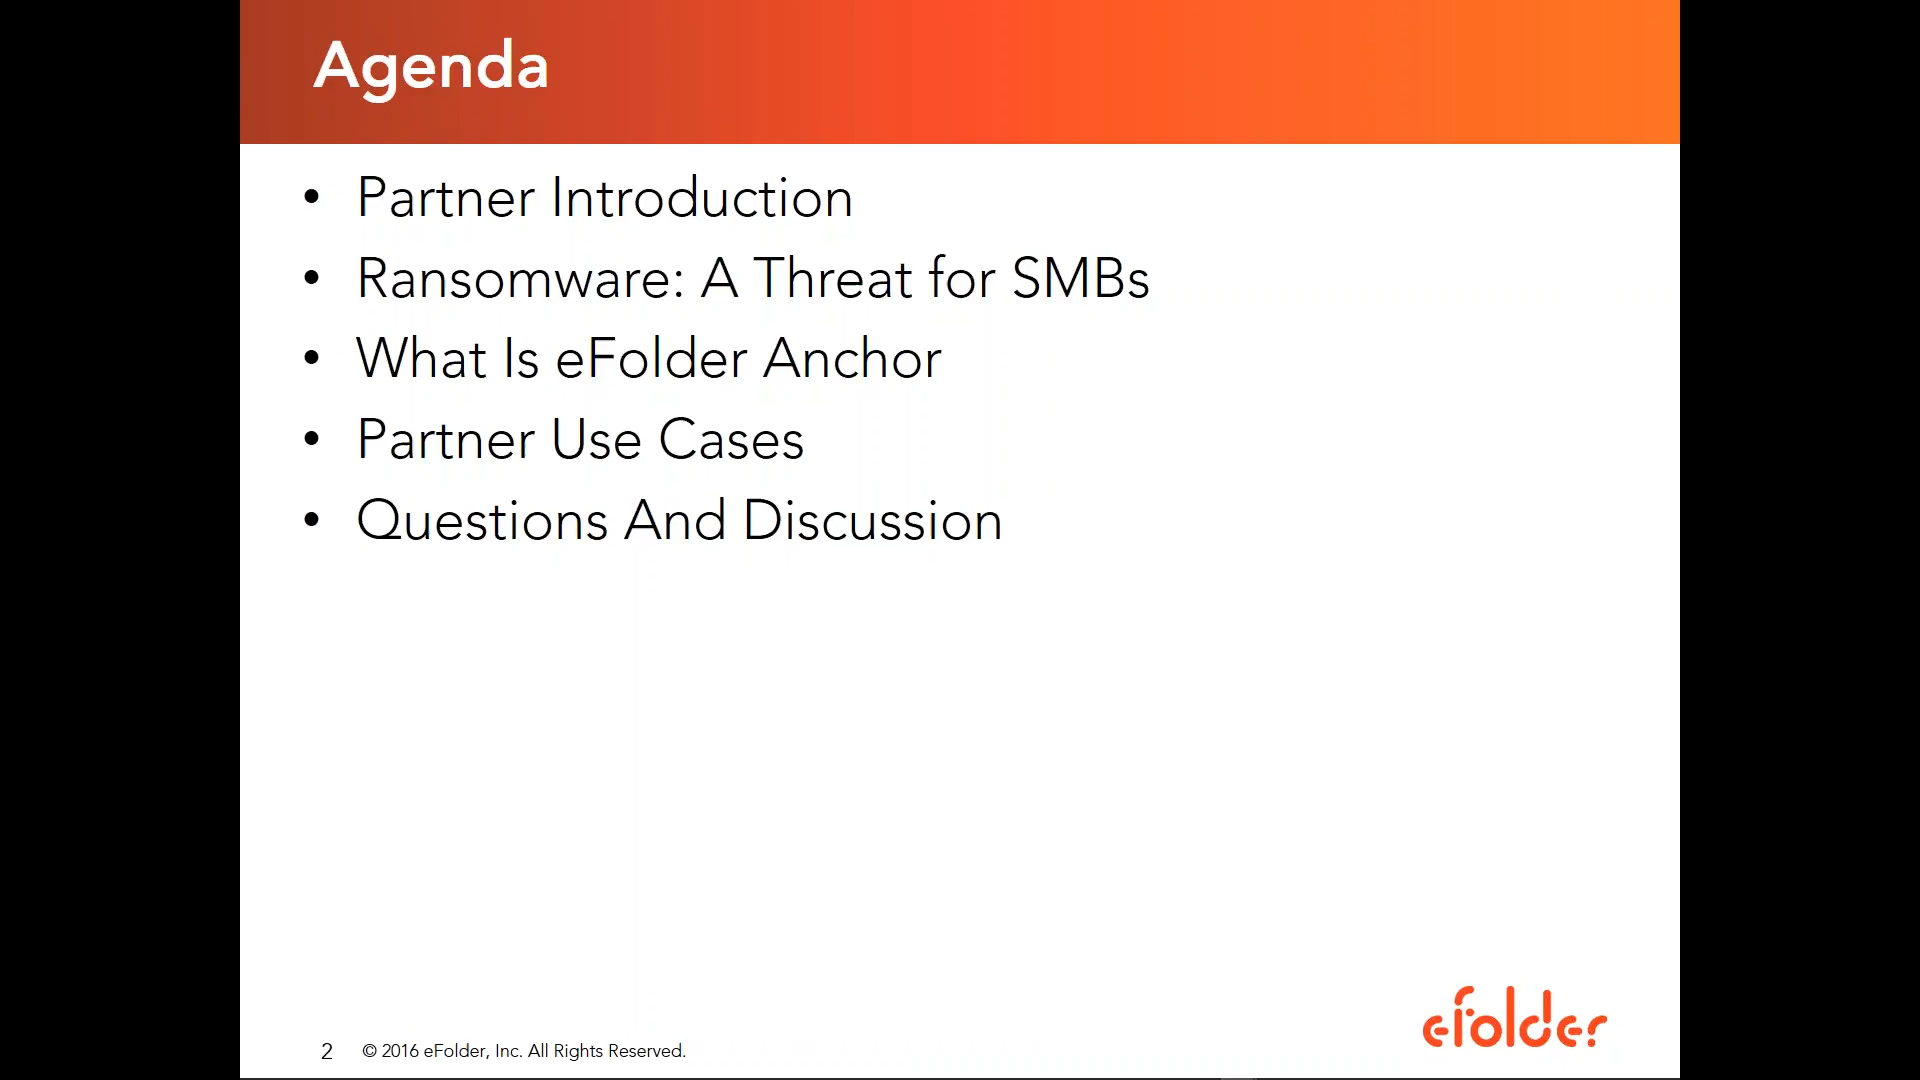 Agenda
• Partner Introduction
• Ransomware: A Threat for SMBs
• What Is eFolder Anchor
• Partner Use Cases
• Questions And Discussion
efolder
2 © 2016 eFolder, Inc. All Rights Reserved.